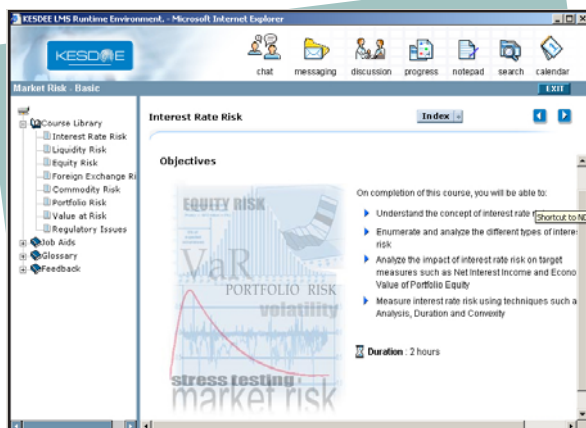 KESDEE LMS Runtime Environment. - Microsoft Internet Explorer
KESDEE
chat messaging discussion progress notepad search calendar
Market Risk - Basic EXIT
Course Library
Interest Rate Risk
Liquidity Risk
Equity Risk
Foreign Exchange Ri
Commodity Risk
Portfolio Risk
Value at Risk
Regulatory Issues
Job Aids
Glossary
Feedback
Interest Rate Risk Index
Objectives
EQUITY RISK
VaR
PORTFOLIO RISK
volatility
stress testing
market risk
On completion of this course, you will be able to:
Understand the concept of interest rate
Shortcut to
Enumerate and analyze the different types of interes
risk
Analyze the impact of interest rate risk on target
measures such as Net Interest Income and Econo
Value of Portfolio Equity
Measure interest rate risk using techniques such a
Analysis, Duration and Convexity
Duration : 2 hours